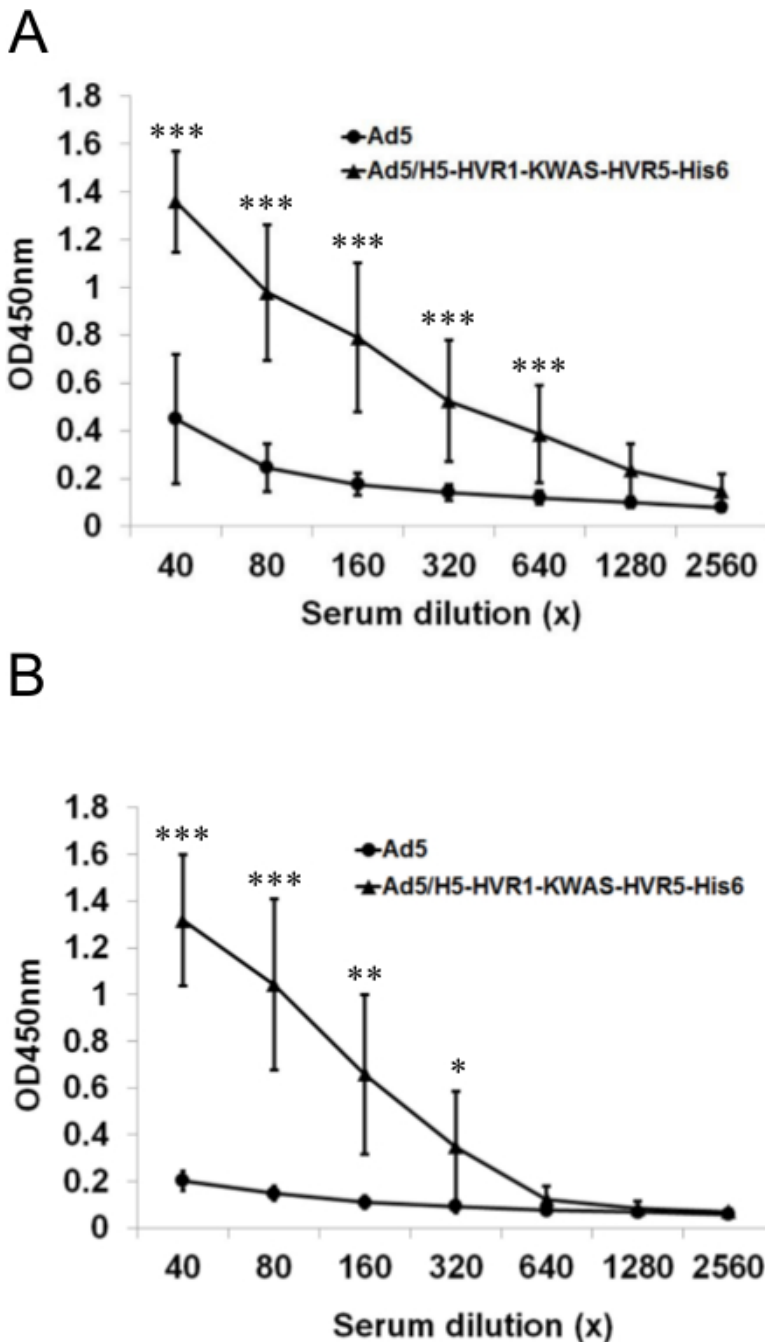 A
1.8
1.6
1.4
1.2
1
0.8
0.6
0.4
0.2
0
OD450nm
***
***
***
***
***
Ad5
Ad5/H5-HVR1-KWAS-HVR5-His6
40 80 160 320 640 1280 2560
Serum dilution (x)
B
1.8
1.6
1.4
1.2
1
0.8
0.6
0.4
0.2
0
OD450nm
***
***
**
*
Ad5
Ad5/H5-HVR1-KWAS-HVR5-His6
40 80 160 320 640 1280 2560
Serum dilution (x)